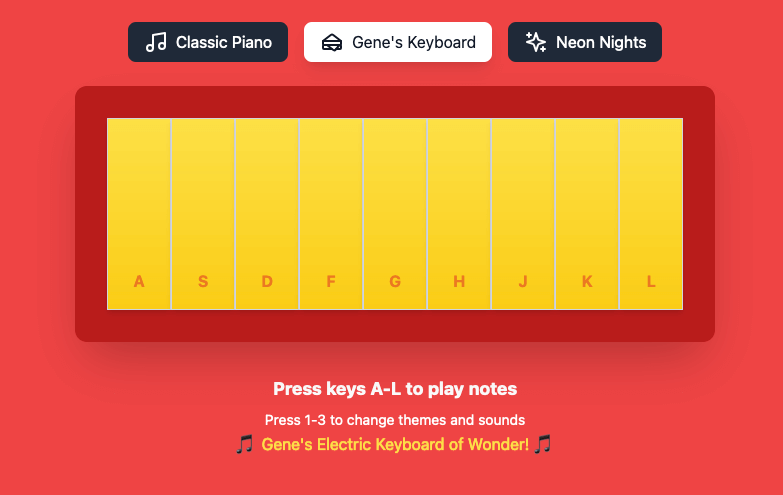 Classic Piano Gene's Keyboard Neon Nights
A S D F G H J K L
Press keys A-L to play notes
Press 1-3 to change themes and sounds
🎵 Gene's Electric Keyboard of Wonder! 🎵